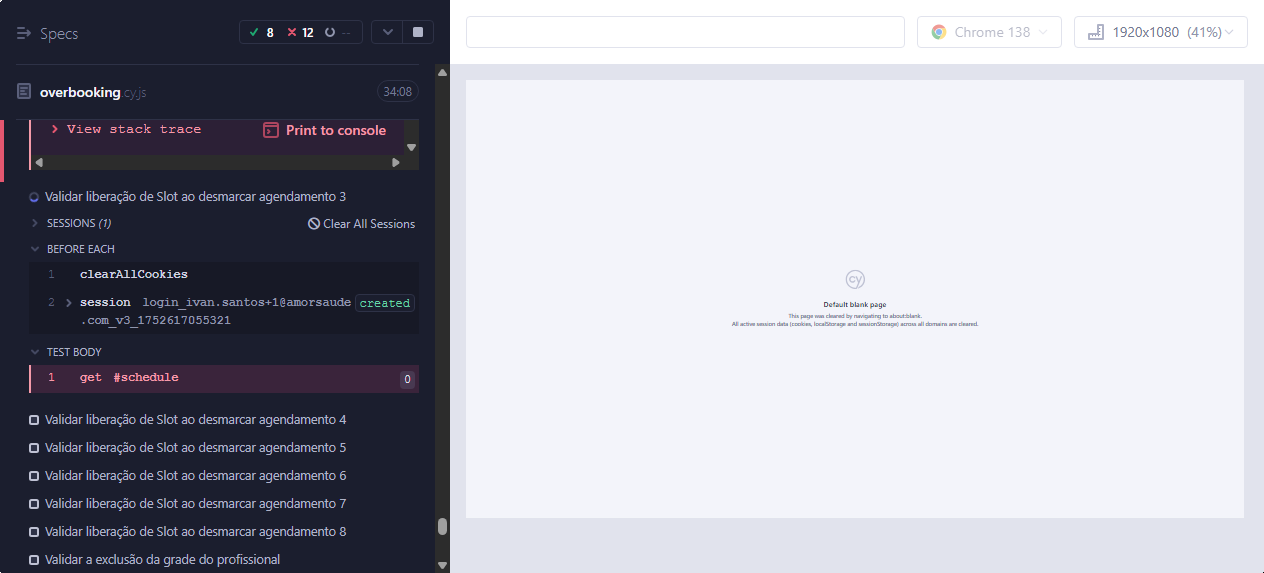 Specs
8 12 --
overbooking.cy.js 34:08
View stack trace Print to console
Validar liberação de Slot ao desmarcar agendamento 3
SESSIONS (1) Clear All Sessions
BEFORE EACH
1 clearAllCookies
2 session login_ivan.santos+1@amorsaude created
.com_v3_1752617055321
TEST BODY
1 get #schedule 0
Validar liberação de Slot ao desmarcar agendamento 4
Validar liberação de Slot ao desmarcar agendamento 5
Validar liberação de Slot ao desmarcar agendamento 6
Validar liberação de Slot ao desmarcar agendamento 7
Validar liberação de Slot ao desmarcar agendamento 8
Validar a exclusão da grade do profissional
Chrome 138
1920x1080 (41%)
cy
Default blank page
This page was cleared by navigating to about:blank.
All active session data (cookies, localStorage and sessionStorage) across all domains are cleared.